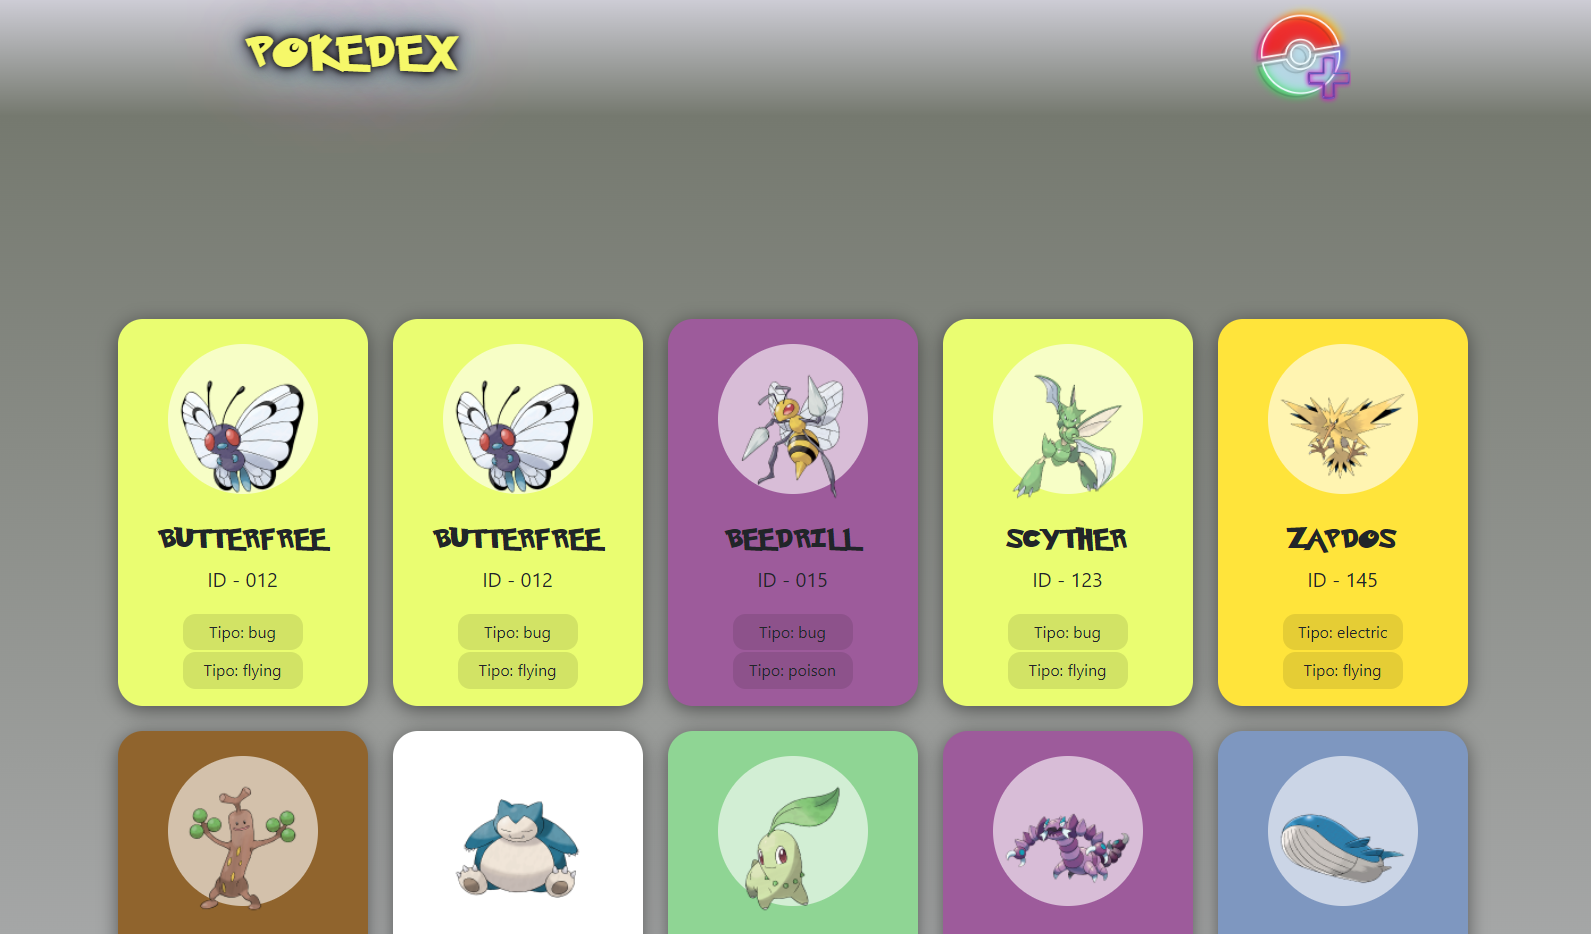 POKEDEX
BUTTERFREE
ID - 012
Tipo: bug
Tipo: flying
BUTTERFREE
ID - 012
Tipo: bug
Tipo: flying
BEEDRILL
ID - 015
Tipo: bug
Tipo: poison
SCYTHER
ID - 123
Tipo: bug
Tipo: flying
ZAPDOS
ID - 145
Tipo: electric
Tipo: flying